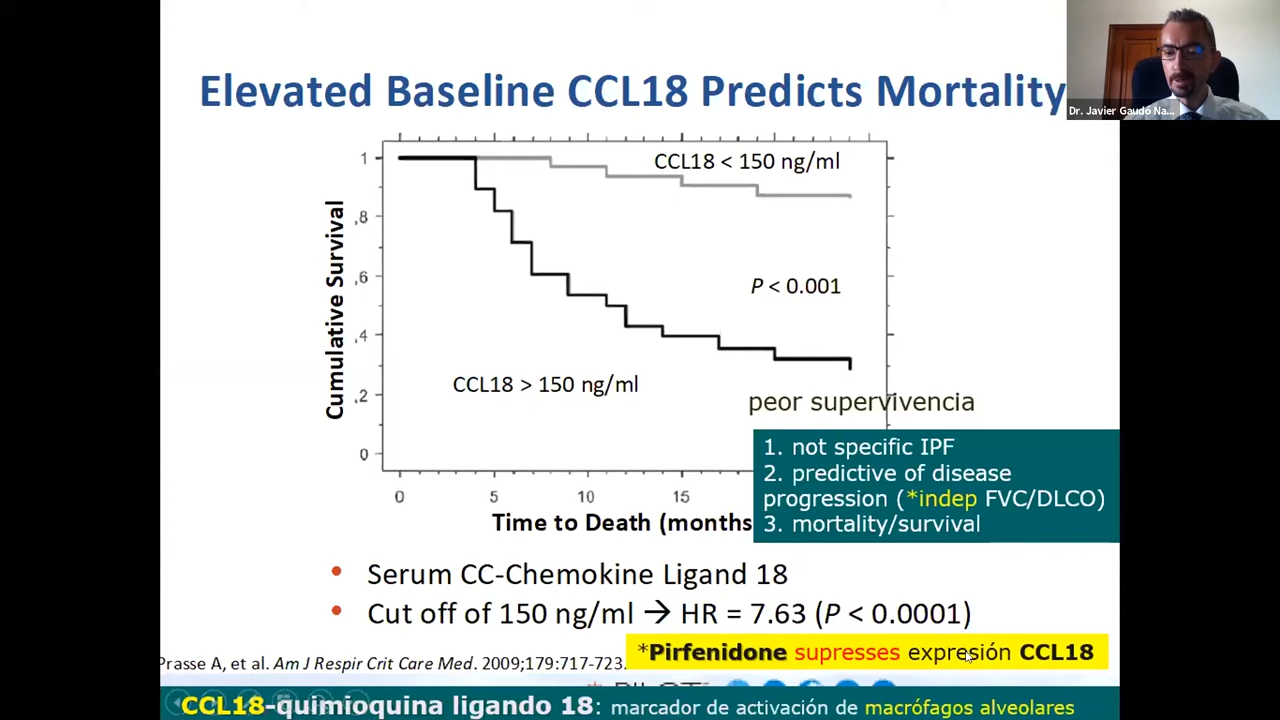 Elevated Baseline CCL18 Predicts Mortality
Dr. Javier Gaudó Na...
1
,8
,6
,4
,2
0
Cumulative Survival
CCL18 < 150 ng/ml
P < 0.001
CCL18 > 150 ng/ml
peor supervivencia
1. not specific IPF
2. predictive of disease
progression (*indep FVC/DLCO)
3. mortality/survival
0 5 10 15
Time to Death (months
• Serum CC-Chemokine Ligand 18
• Cut off of 150 ng/ml → HR = 7.63 (P < 0.0001)
*Pirfenidone supresses expresión CCL18
Prasse A, et al. Am J Respir Crit Care Med. 2009;179:717-723.
CCL18-quimioquina ligando 18: marcador de activación de macrófagos alveolares